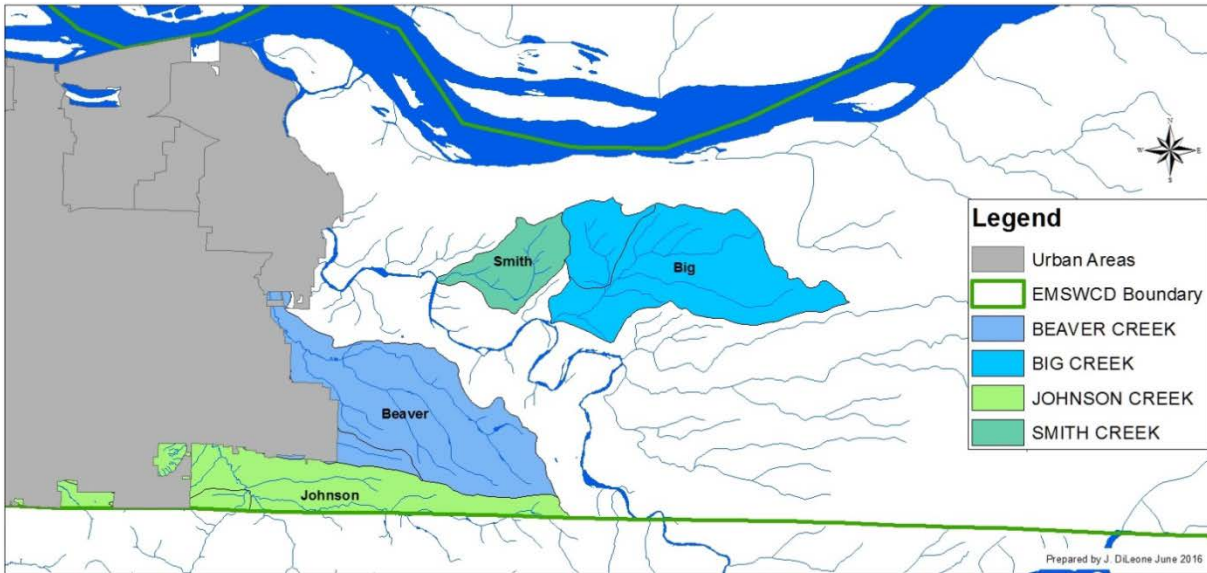 N
W E
S
Legend
Urban Areas
EMSWCD Boundary
BEAVER CREEK
BIG CREEK
JOHNSON CREEK
SMITH CREEK
Smith
Big
Beaver
Johnson
Prepared by J. DiLeone June 2016